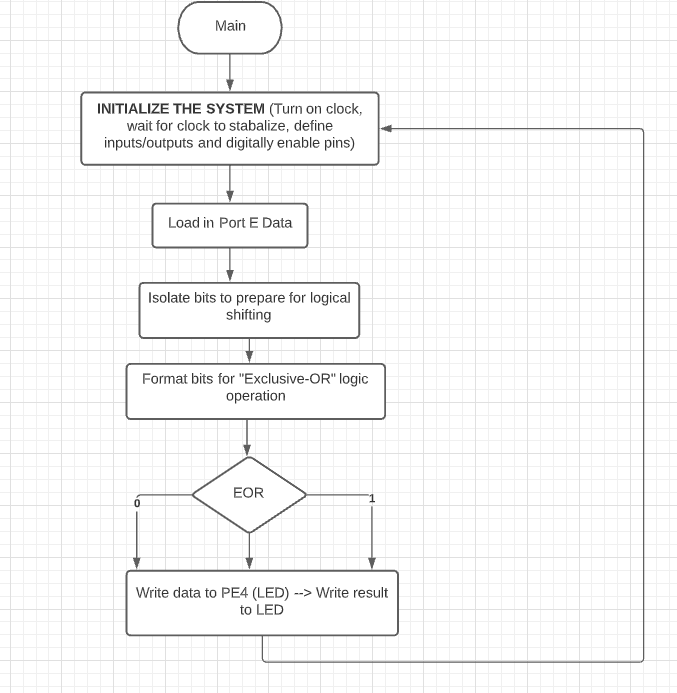 Main
INITIALIZE THE SYSTEM (Turn on clock,
wait for clock to stabalize, define
inputs/outputs and digitally enable pins)
Load in Port E Data
Isolate bits to prepare for logical
shifting
Format bits for "Exclusive-OR" logic
operation
EOR
0
1
Write data to PE4 (LED) --> Write result
to LED